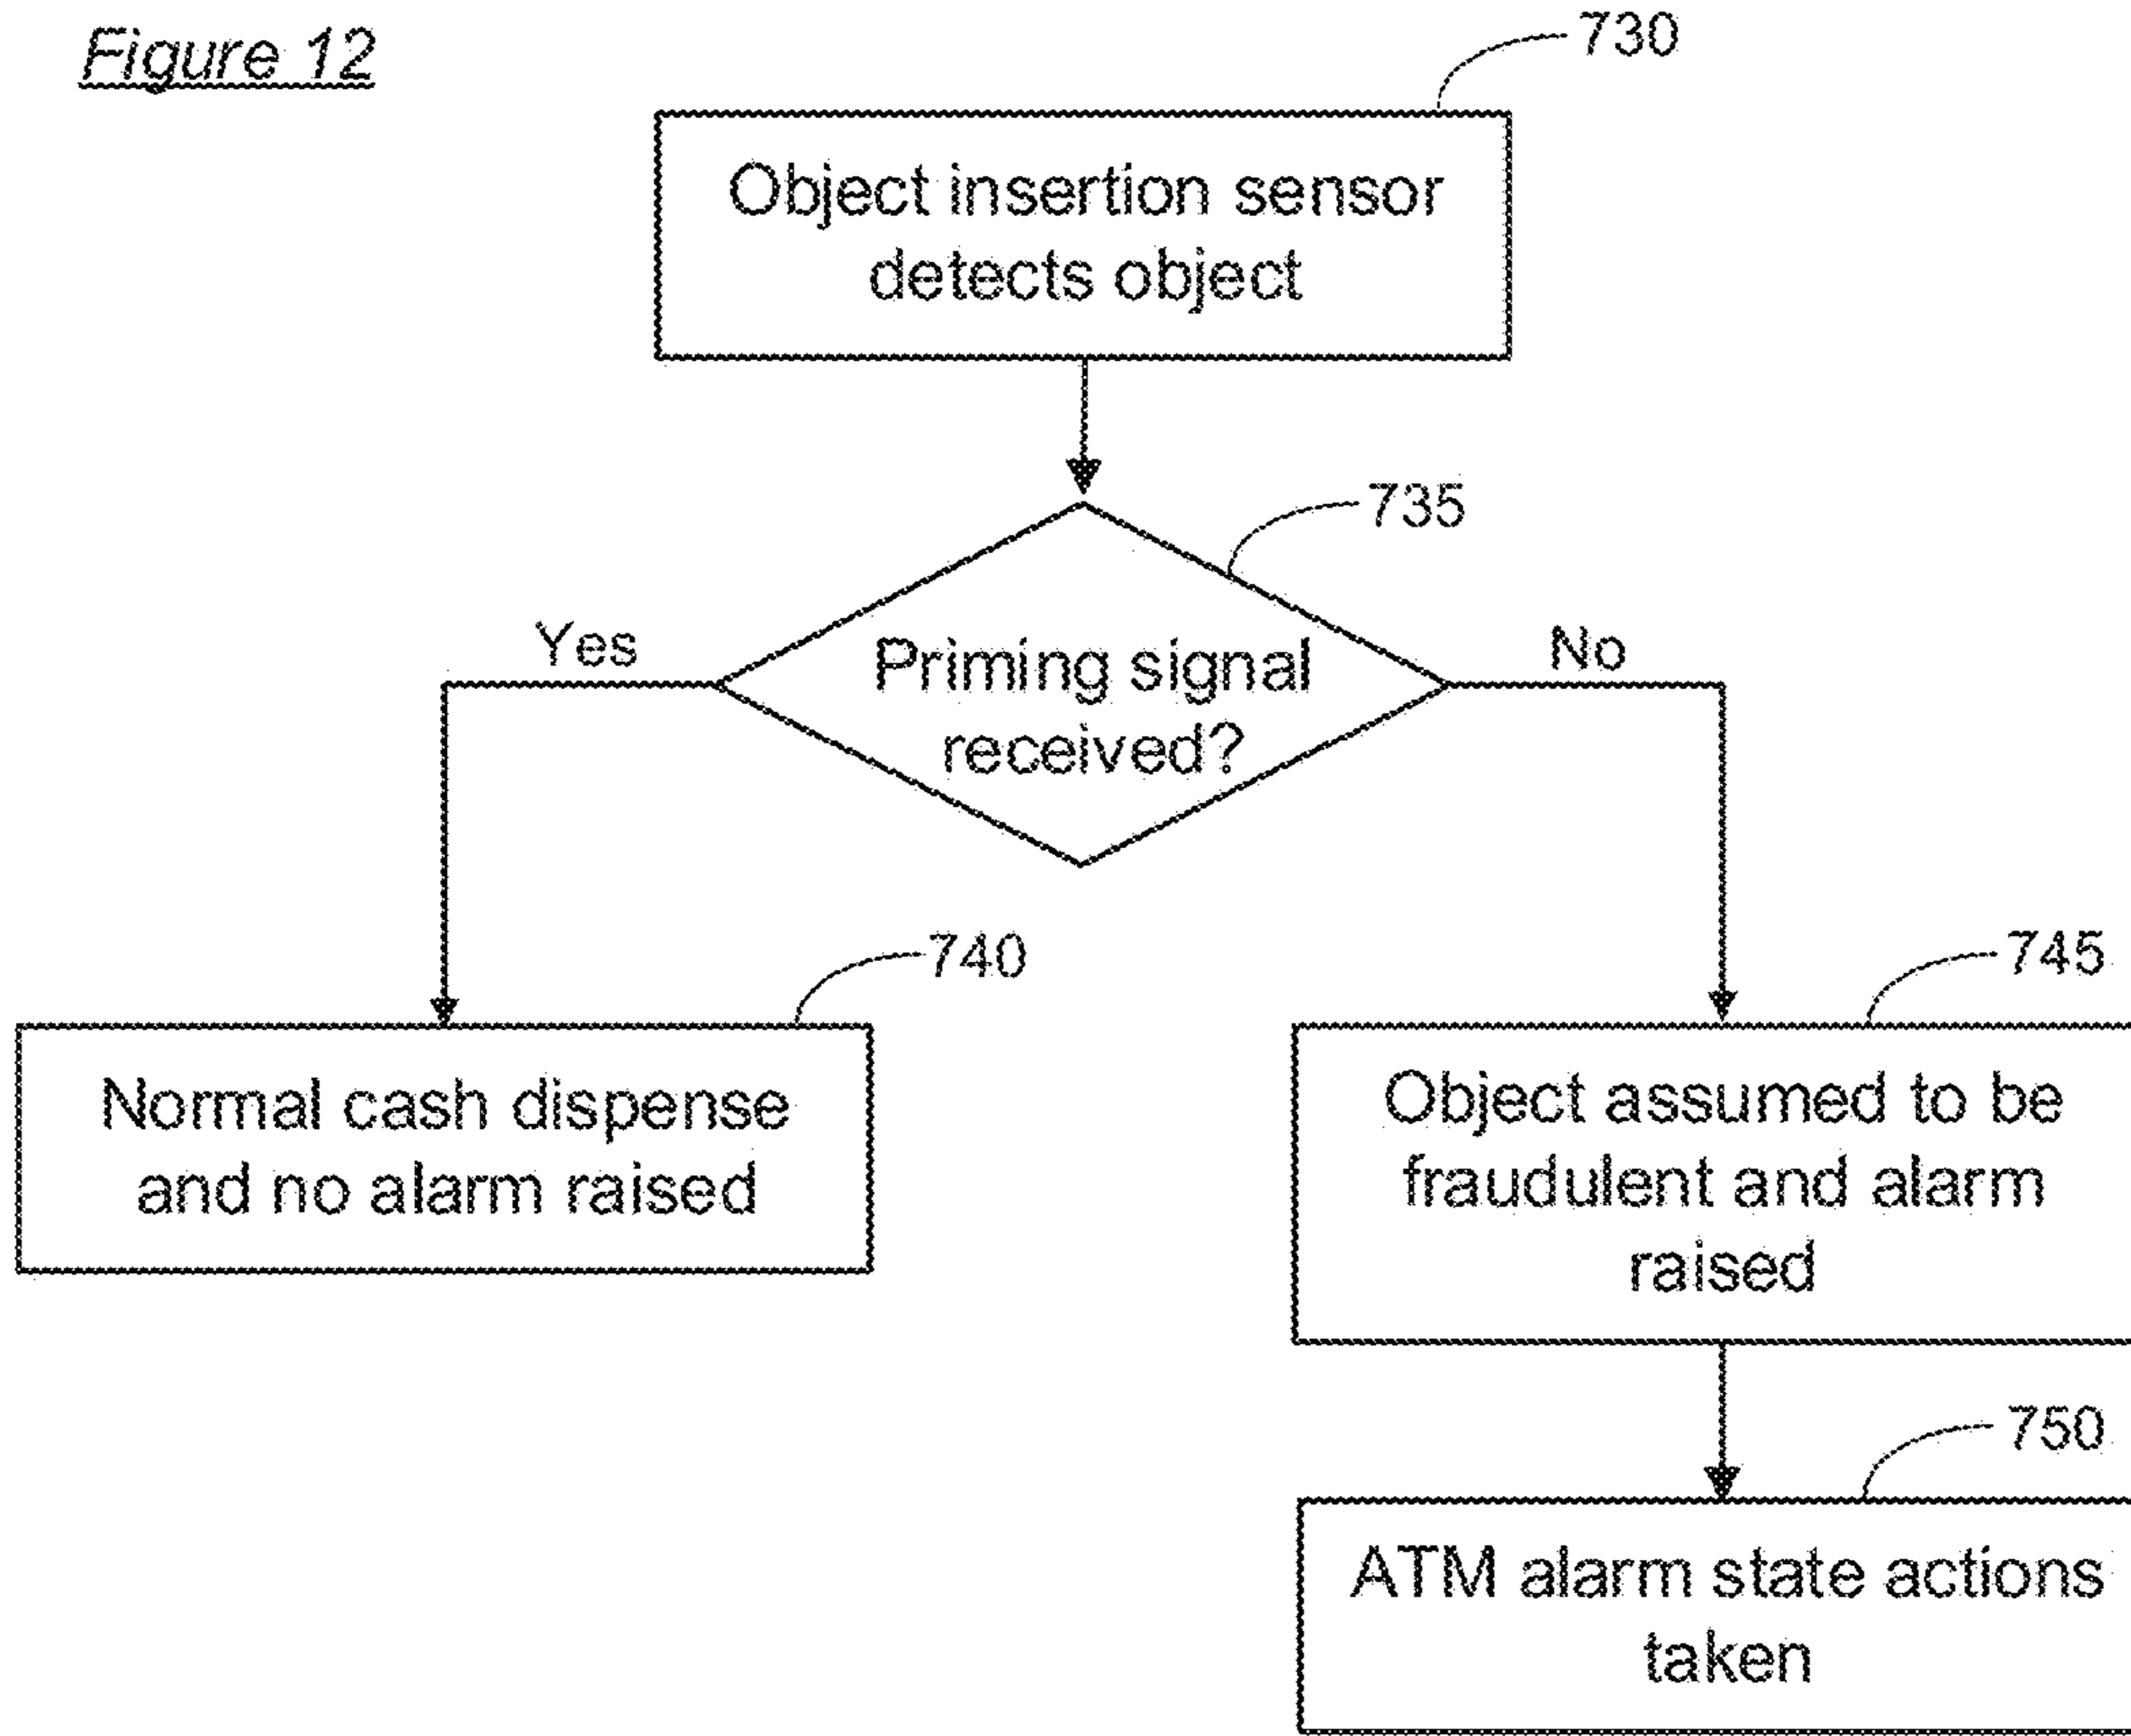 Figure 12
730
Object insertion sensor
detects object
735
Yes
Priming signal
received?
No
740
Normal cash dispense
and no alarm raised
745
Object assumed to be
fraudulent and alarm
raised
750
ATM alarm state actions
taken